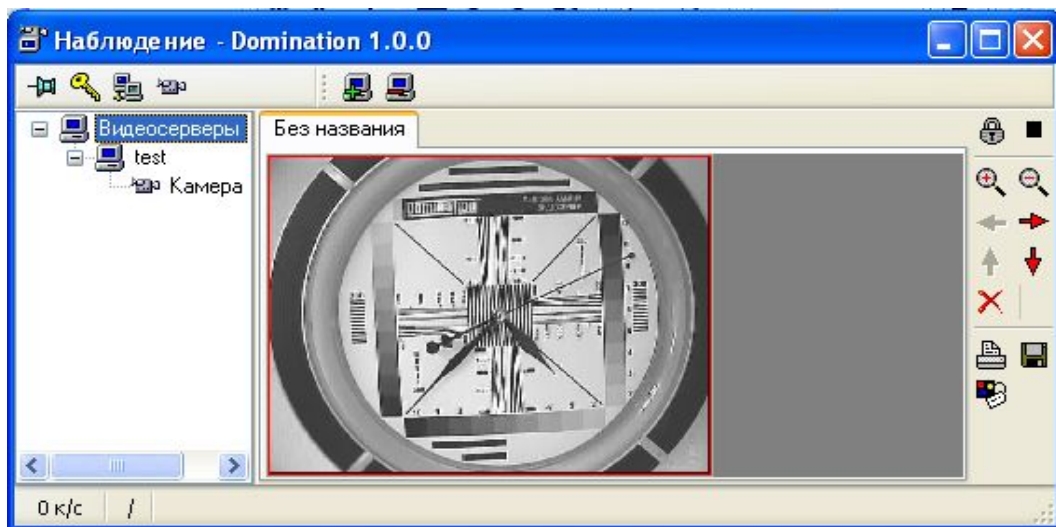 Наблюдение - Domination 1.0.0
Видеосерверы
test
Камера
Без названия
0 к/с /